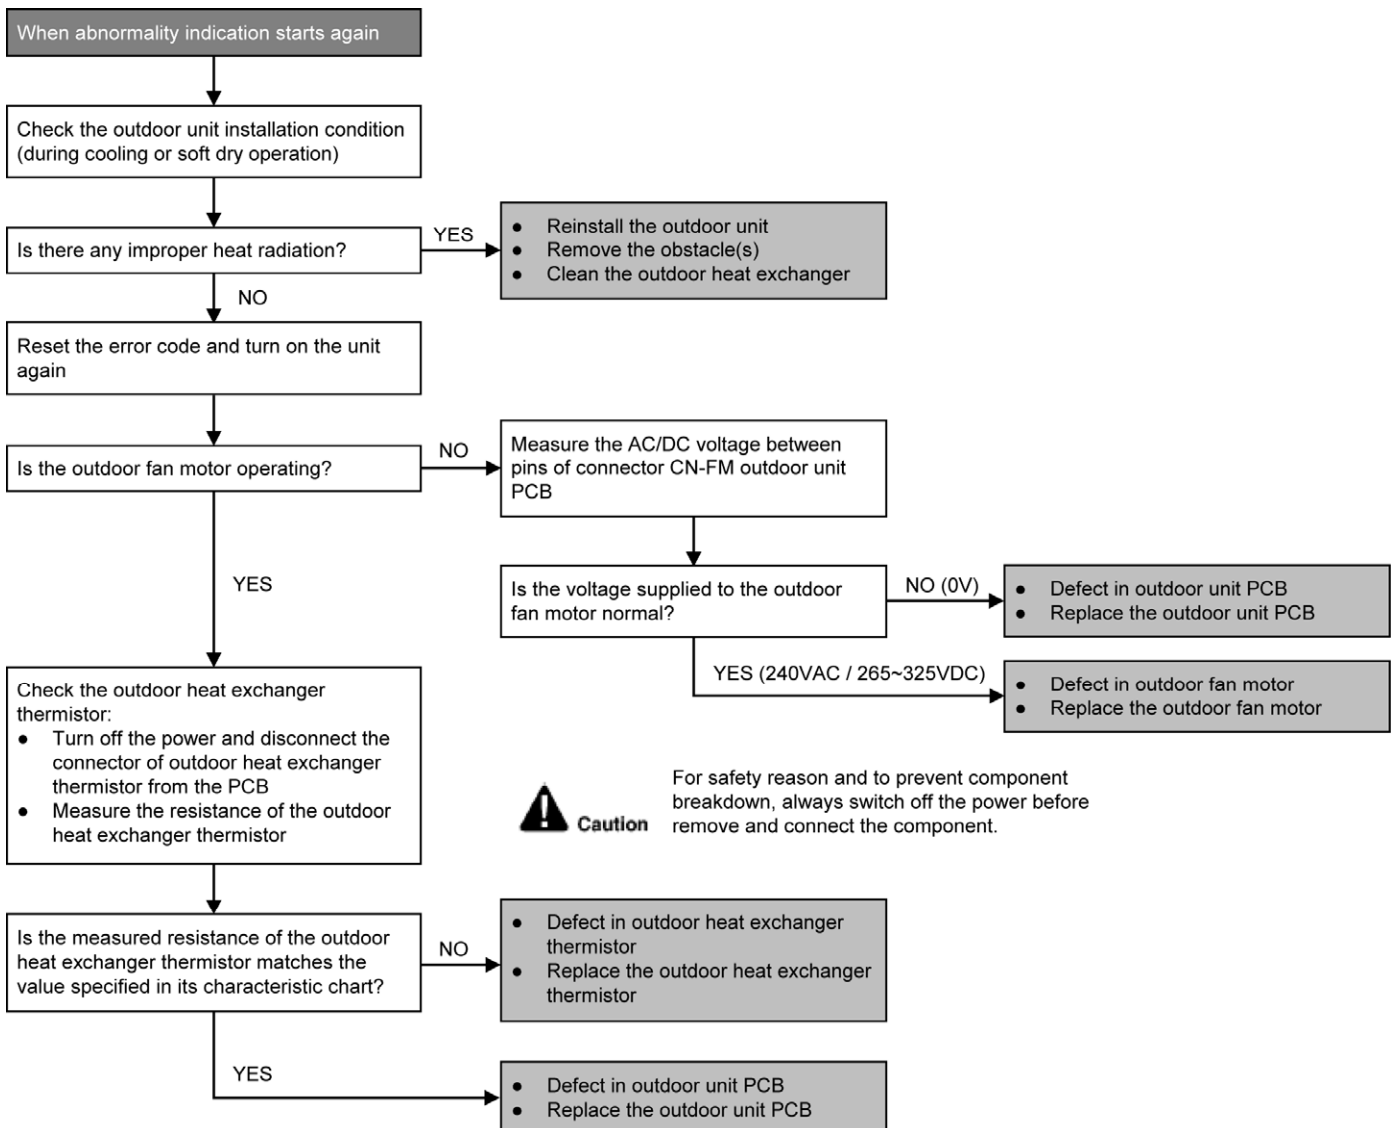 When abnormality indication starts again
Check the outdoor unit installation condition
(during cooling or soft dry operation)
Is there any improper heat radiation?
YES
● Reinstall the outdoor unit
● Remove the obstacle(s)
● Clean the outdoor heat exchanger
NO
Reset the error code and turn on the unit
again
Is the outdoor fan motor operating?
NO
Measure the AC/DC voltage between
pins of connector CN-FM outdoor unit
PCB
YES
Is the voltage supplied to the outdoor
fan motor normal?
NO (0V)
● Defect in outdoor unit PCB
● Replace the outdoor unit PCB
YES (240VAC / 265~325VDC)
● Defect in outdoor fan motor
● Replace the outdoor fan motor
Check the outdoor heat exchanger
thermistor:
● Turn off the power and disconnect the
connector of outdoor heat exchanger
thermistor from the PCB
● Measure the resistance of the outdoor
heat exchanger thermistor
Caution
For safety reason and to prevent component
breakdown, always switch off the power before
remove and connect the component.
Is the measured resistance of the outdoor
heat exchanger thermistor matches the
value specified in its characteristic chart?
NO
● Defect in outdoor heat exchanger
thermistor
● Replace the outdoor heat exchanger
thermistor
YES
● Defect in outdoor unit PCB
● Replace the outdoor unit PCB